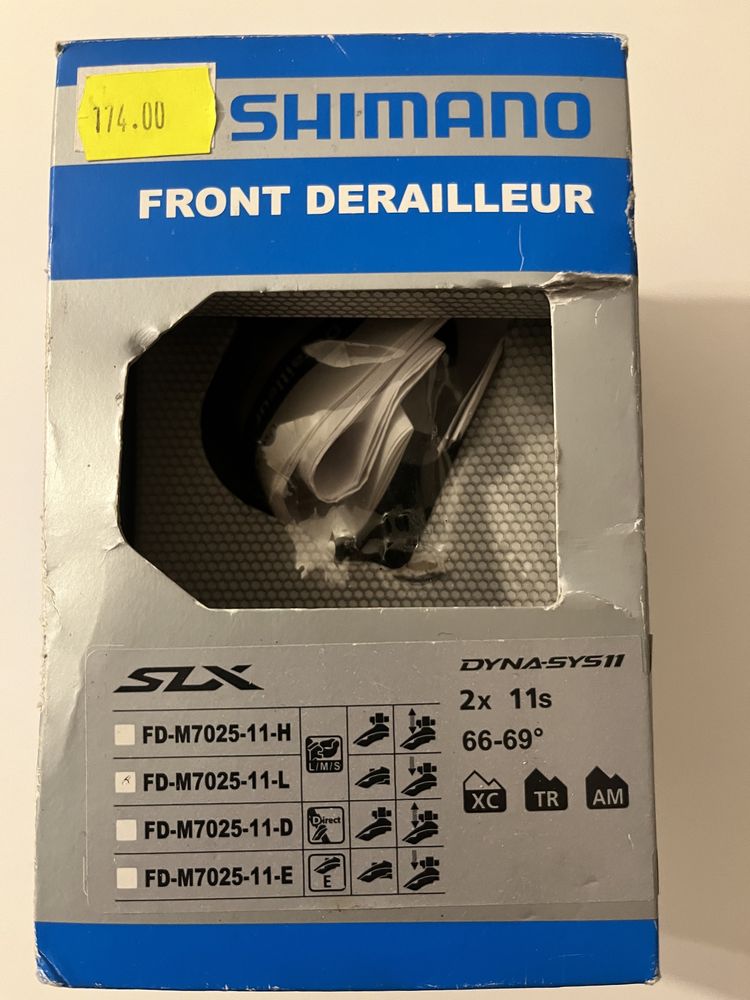 174.00
SHIMANO
FRONT DERAILLEUR
SLX
DYNA-SYS11
2x 11s
66-69°
FD-M7025-11-H
L/M/S
FD-M7025-11-L
XC TR AM
FD-M7025-11-D
Direct
FD-M7025-11-E
E